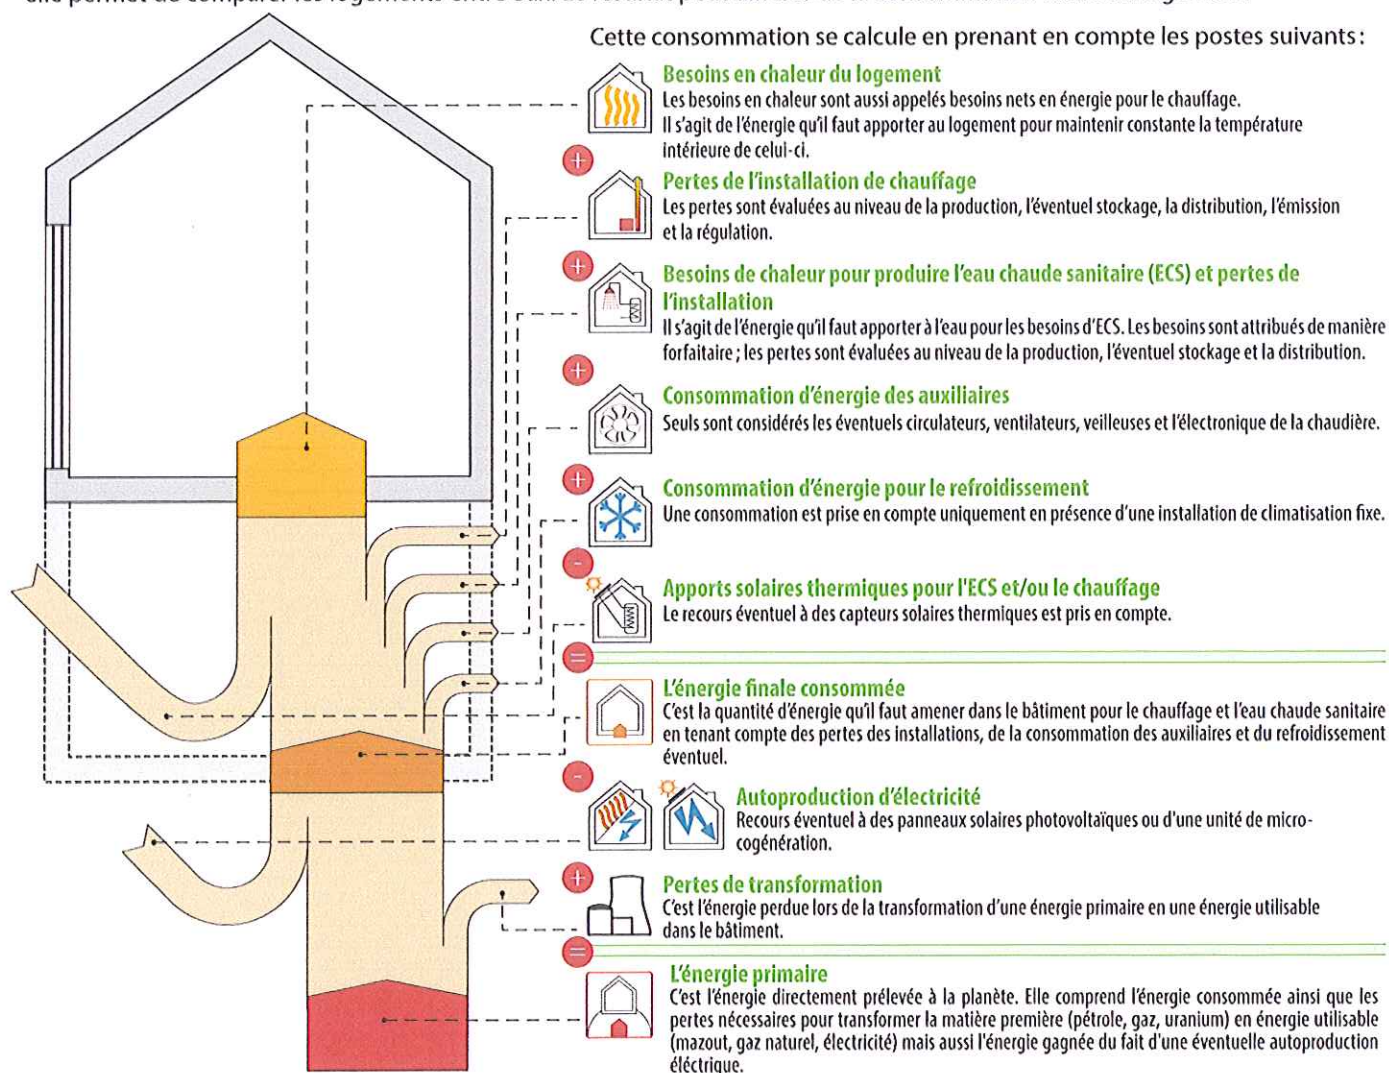 Cette consommation se calcule en prenant en compte les postes suivants :
Besoins en chaleur du logement
Les besoins en chaleur sont aussi appelés besoins nets en énergie pour le chauffage.
Il s'agit de l'énergie qu'il faut apporter au logement pour maintenir constante la température
intérieure de celui-ci.
+
Pertes de l'installation de chauffage
Les pertes sont évaluées au niveau de la production, l'éventuel stockage, la distribution, l'émission
et la régulation.
+
Besoins de chaleur pour produire l'eau chaude sanitaire (ECS) et pertes de
l'installation
Il s'agit de l'énergie qu'il faut apporter à l'eau pour les besoins d'ECS. Les besoins sont attribués de manière
forfaitaire ; les pertes sont évaluées au niveau de la production, l'éventuel stockage et la distribution.
+
Consommation d'énergie des auxiliaires
Seuls sont considérés les éventuels circulateurs, ventilateurs, veilleuses et l'électronique de la chaudière.
+
Consommation d'énergie pour le refroidissement
Une consommation est prise en compte uniquement en présence d'une installation de climatisation fixe.
-
Apports solaires thermiques pour l'ECS et/ou le chauffage
Le recours éventuel à des capteurs solaires thermiques est pris en compte.
=
L'énergie finale consommée
C'est la quantité d'énergie qu'il faut amener dans le bâtiment pour le chauffage et l'eau chaude sanitaire
en tenant compte des pertes des installations, de la consommation des auxiliaires et du refroidissement
éventuel.
-
Autoproduction d'électricité
Recours éventuel à des panneaux solaires photovoltaïques ou d'une unité de micro-
cogénération.
+
Pertes de transformation
C'est l'énergie perdue lors de la transformation d'une énergie primaire en une énergie utilisable
dans le bâtiment.
=
L'énergie primaire
C'est l'énergie directement prélevée à la planète. Elle comprend l'énergie consommée ainsi que les
pertes nécessaires pour transformer la matière première (pétrole, gaz, uranium) en énergie utilisable
(mazout, gaz naturel, électricité) mais aussi l'énergie gagnée du fait d'une éventuelle autoproduction
éléctrique.